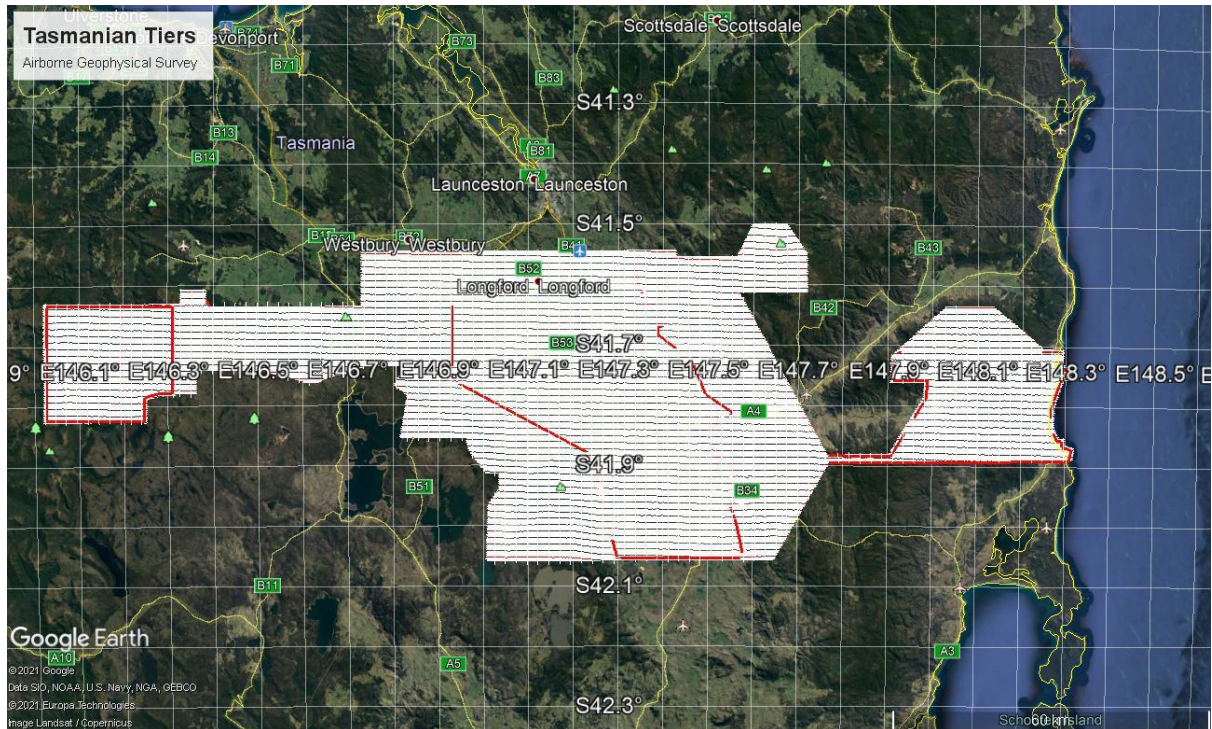 Ulverstone
Tasmanian Tiers
Airborne Geophysical Survey
B74
Devonport
B71
B73
B83
Scottsdale Scottsdale
S41.3°
B13
B14
Tasmania
B81
A7
Launceston Launceston
S41.5°
B72
Westbury Westbury
B41
B43
B52
Longford Longford
B42
B53
S41.7°
E146.1° E146.3° E146.5° E146.7° E146.9° E147.1° E147.3° E147.5° E147.7° E147.9° E148.1° E148.3° E148.5°
A4
S41.9°
B51
B34
S42.1°
B11
Google Earth
A10
A5
A3
©2021 Google
Data SIO, NOAA, U.S. Navy, NGA, GEBCO
©2021 Europa Technologies
Image Landsat / Copernicus
S42.3°
60 km